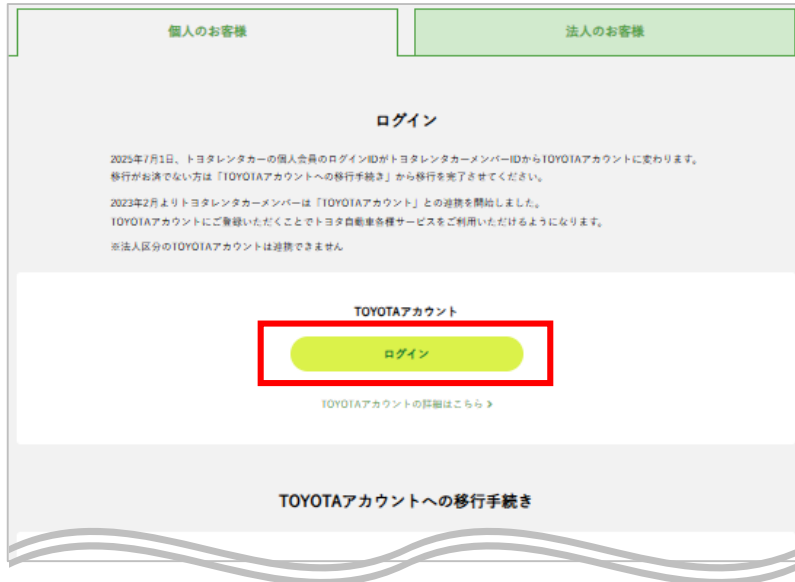 個人のお客様
法人のお客様
ログイン
2025年7月1日、トヨタレンタカーの個人会員のログインIDがトヨタレンタカーメンバーIDからTOYOTAアカウントに変わります。
移行がお済でない方は「TOYOTAアカウントへの移行手続き」から移行を完了させてください。
2023年2月よりトヨタレンタカーメンバーは「TOYOTAアカウント」との連携を開始しました。
TOYOTAアカウントにご登録いただくことでトヨタ自動車各種サービスをご利用いただけるようになります。
※法人区分のTOYOTAアカウントは連携できません
TOYOTAアカウント
ログイン
TOYOTAアカウントの詳細はこちら >
TOYOTAアカウントへの移行手続き